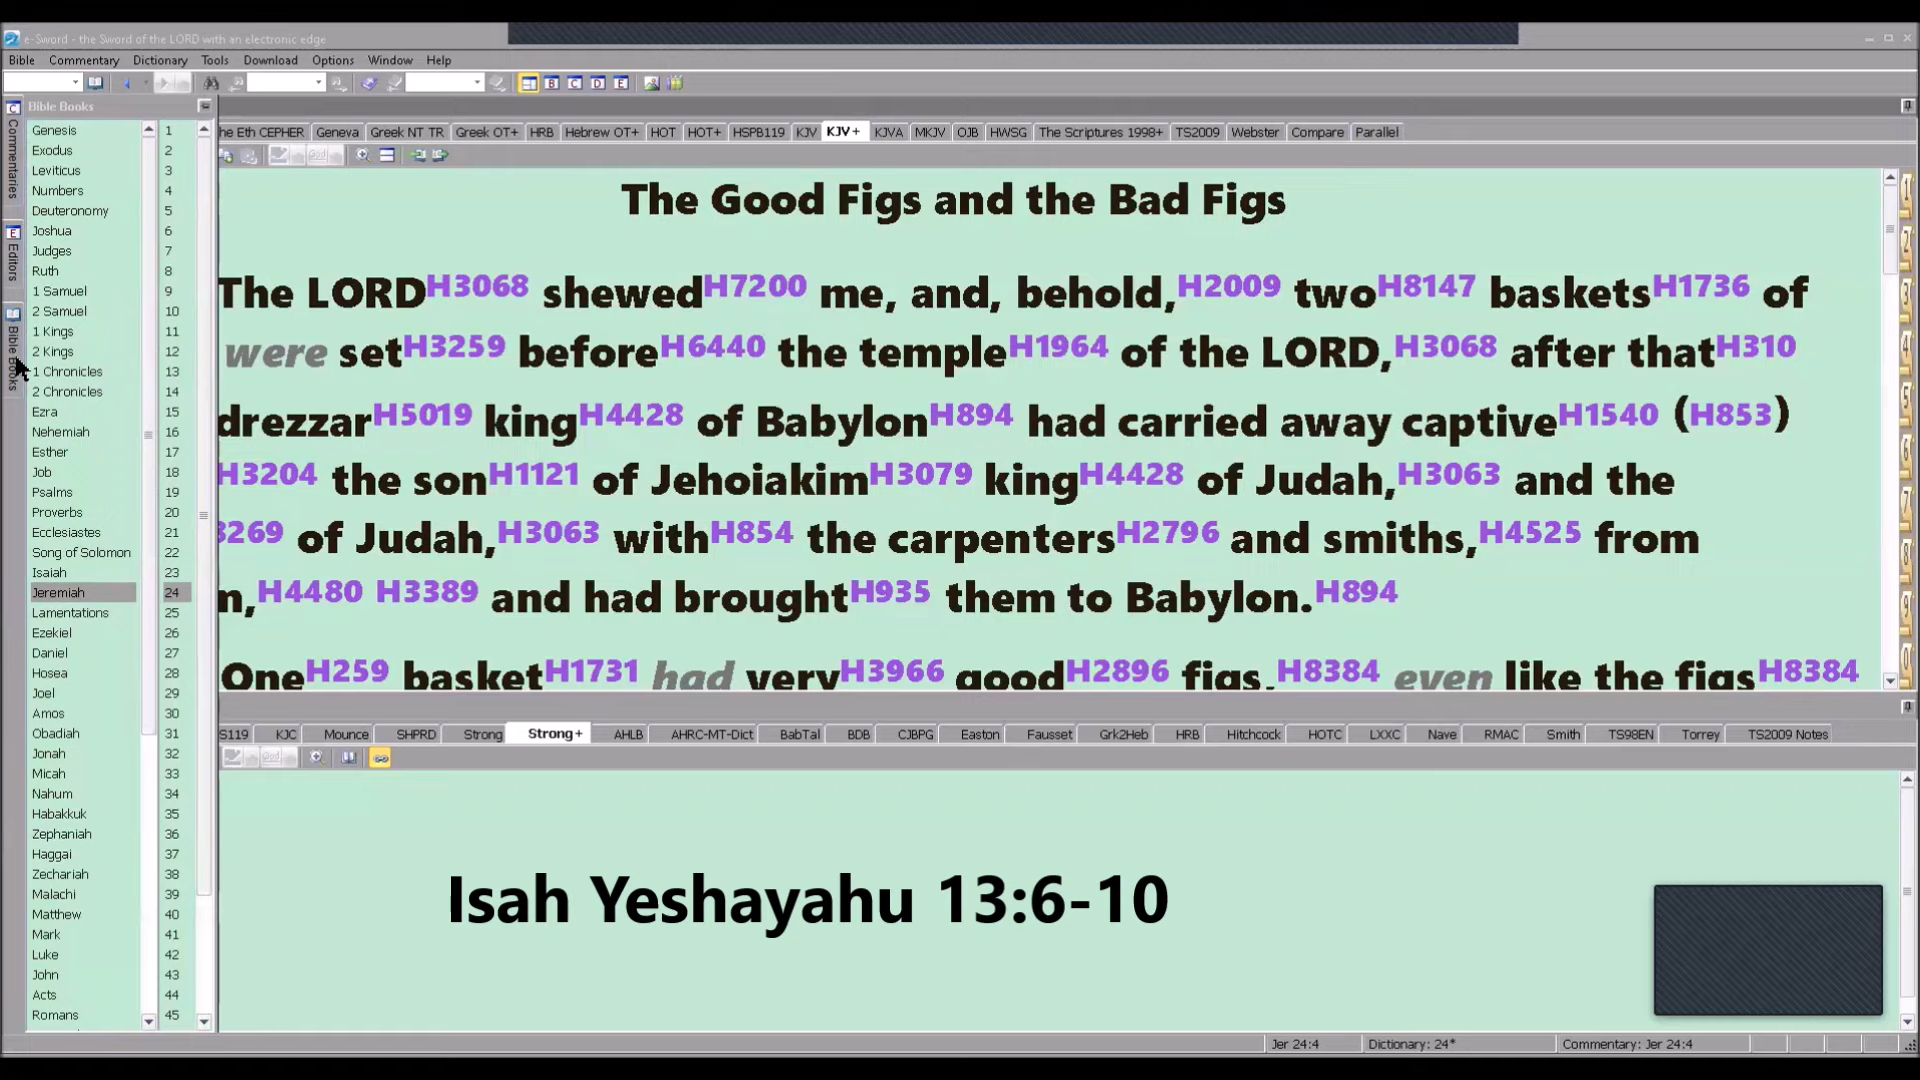 e-Sword - the Sword of the LORD with an electronic edge
Bible Commentary Dictionary Tools Download Options Window Help
B C D E
Bible Books
Commentaries
Editors
Bible Books
Genesis 1
Exodus 2
Leviticus 3
Numbers 4
Deuteronomy 5
Joshua 6
Judges 7
Ruth 8
1 Samuel 9
2 Samuel 10
1 Kings 11
2 Kings 12
1 Chronicles 13
2 Chronicles 14
Ezra 15
Nehemiah 16
Esther 17
Job 18
Psalms 19
Proverbs 20
Ecclesiastes 21
Song of Solomon 22
Isaiah 23
Jeremiah 24
Lamentations 25
Ezekiel 26
Daniel 27
Hosea 28
Joel 29
Amos 30
Obadiah 31
Jonah 32
Micah 33
Nahum 34
Habakkuk 35
Zephaniah 36
Haggai 37
Zechariah 38
Malachi 39
Matthew 40
Mark 41
Luke 42
John 43
Acts 44
Romans 45
he Eth CEPHER Geneva Greek NT TR Greek OT+ HRB Hebrew OT+ HOT HOT+ HSPB119 KJV KJV+ KJVA MKJV OJB HWSG The Scriptures 1998+ TS2009 Webster Compare Parallel
The Good Figs and the Bad Figs
The LORDH3068 shewedH7200 me, and, behold,H2009 twoH8147 basketsH1736 of
were setH3259 beforeH6440 the templeH1964 of the LORD,H3068 after thatH310
drezzarH5019 kingH4428 of BabylonH894 had carried away captiveH1540 (H853)
H3204 the sonH1121 of JehoiakimH3079 kingH4428 of Judah,H3063 and the
3269 of Judah,H3063 withH854 the carpentersH2796 and smiths,H4525 from
n,H4480 H3389 and had broughtH935 them to Babylon.H894
OneH259 basketH1731 had veryH3966 goodH2896 figs,H8384 even like the figsH8384
S119 KJC Mounce SHPRD Strong Strong+ AHLB AHRC-MT-Dict BabTal BDB CJBPG Easton Fausset Grk2Heb HRB Hitchcock HOTC LXXC Nave RMAC Smith TS98EN Torrey TS2009 Notes
Isah Yeshayahu 13:6-10
Jer 24:4 Dictionary: 24* Commentary: Jer 24:4